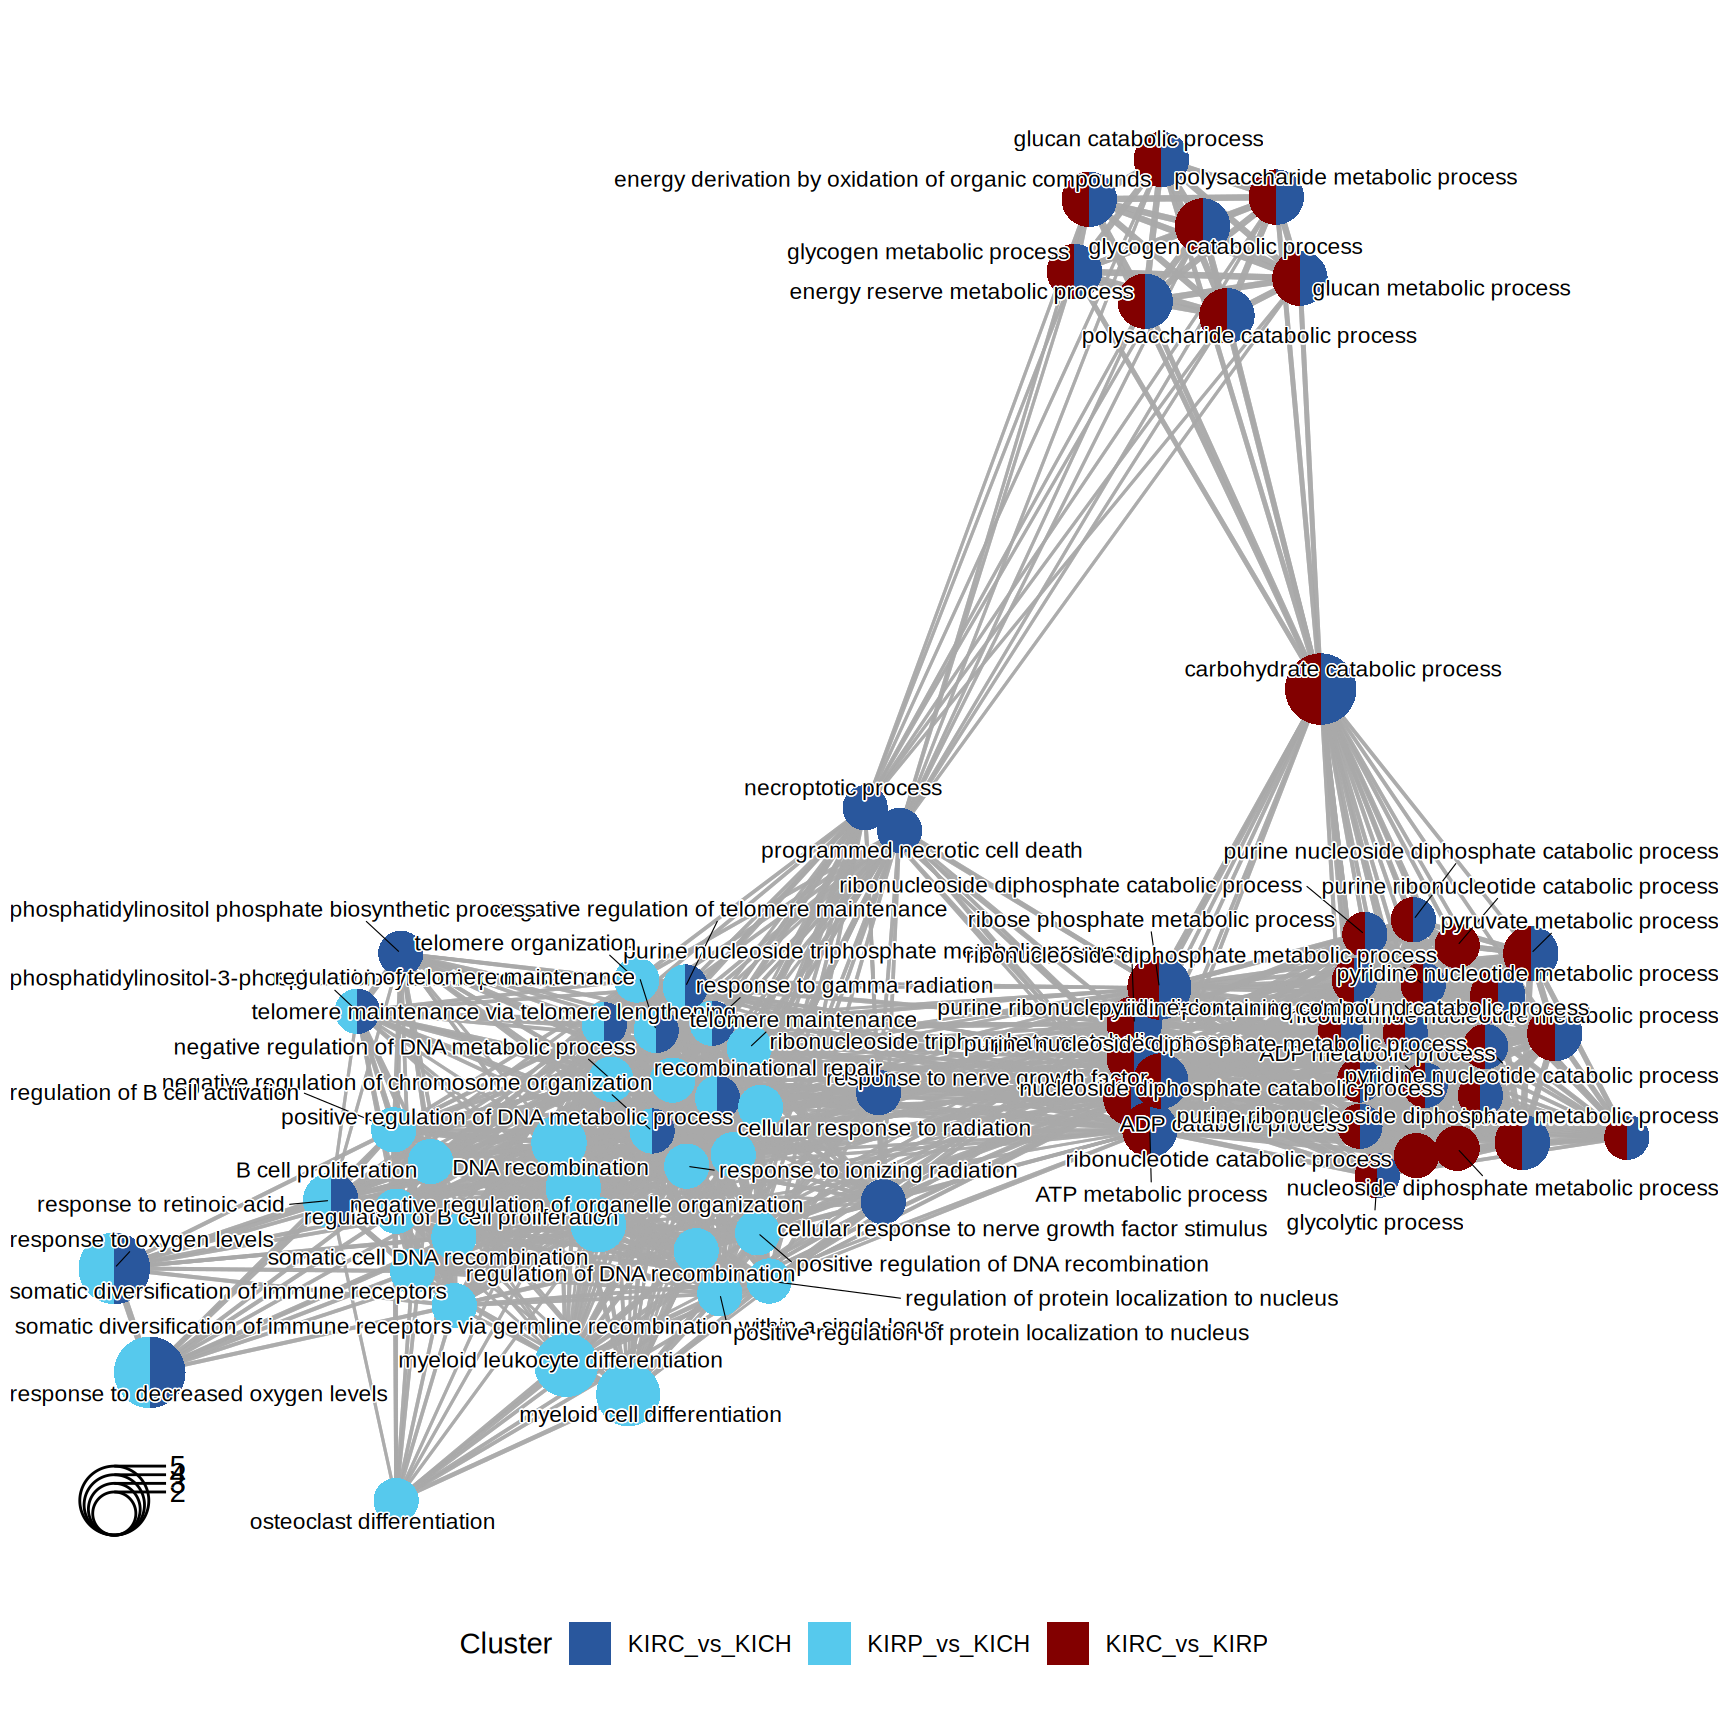 glucan catabolic process
energy derivation by oxidation of organic compounds
polysaccharide metabolic process
glycogen metabolic process
glycogen catabolic process
energy reserve metabolic process
glucan metabolic process
polysaccharide catabolic process
carbohydrate catabolic process
necroptotic process
programmed necrotic cell death
purine nucleoside diphosphate catabolic process
ribonucleoside diphosphate catabolic process
purine ribonucleotide catabolic process
phosphatidylinositol phosphate biosynthetic process
negative regulation of telomere maintenance
ribose phosphate metabolic process
pyruvate metabolic process
telomere organization
purine nucleoside triphosphate metabolic process
ribonucleoside diphosphate metabolic process
phosphatidylinositol-3-phos
regulation of telomere maintenance
response to gamma radiation
pyridine nucleotide metabolic process
telomere maintenance via telomere lengthening
telomere maintenance
purine ribonucle
pyridine-containing compound catabolic process
nicotinamide nucleotide metabolic process
negative regulation of DNA metabolic process
ribonucleoside triph
purine nucleoside diphosphate metabolic process
ADP metabolic process
recombinational repair
response to nerve growth factor
pyridine nucleotide catabolic process
regulation of B cell activation
negative regulation of chromosome organization
nucleoside diphosphate catabolic process
positive regulation of DNA metabolic process
cellular response to radiation
ADP catabolic process
purine ribonucleoside diphosphate metabolic process
B cell proliferation
DNA recombination
response to ionizing radiation
ribonucleotide catabolic process
response to retinoic acid
negative regulation of organelle organization
ATP metabolic process
nucleoside diphosphate metabolic process
regulation of B cell proliferation
cellular response to nerve growth factor stimulus
glycolytic process
response to oxygen levels
somatic cell DNA recombination
regulation of DNA recombination
positive regulation of DNA recombination
somatic diversification of immune receptors
regulation of protein localization to nucleus
somatic diversification of immune receptors via germline recombination within a single locus
positive regulation of protein localization to nucleus
myeloid leukocyte differentiation
response to decreased oxygen levels
myeloid cell differentiation
5
4
3
2
osteoclast differentiation
Cluster KIRC_vs_KICH KIRP_vs_KICH KIRC_vs_KIRP